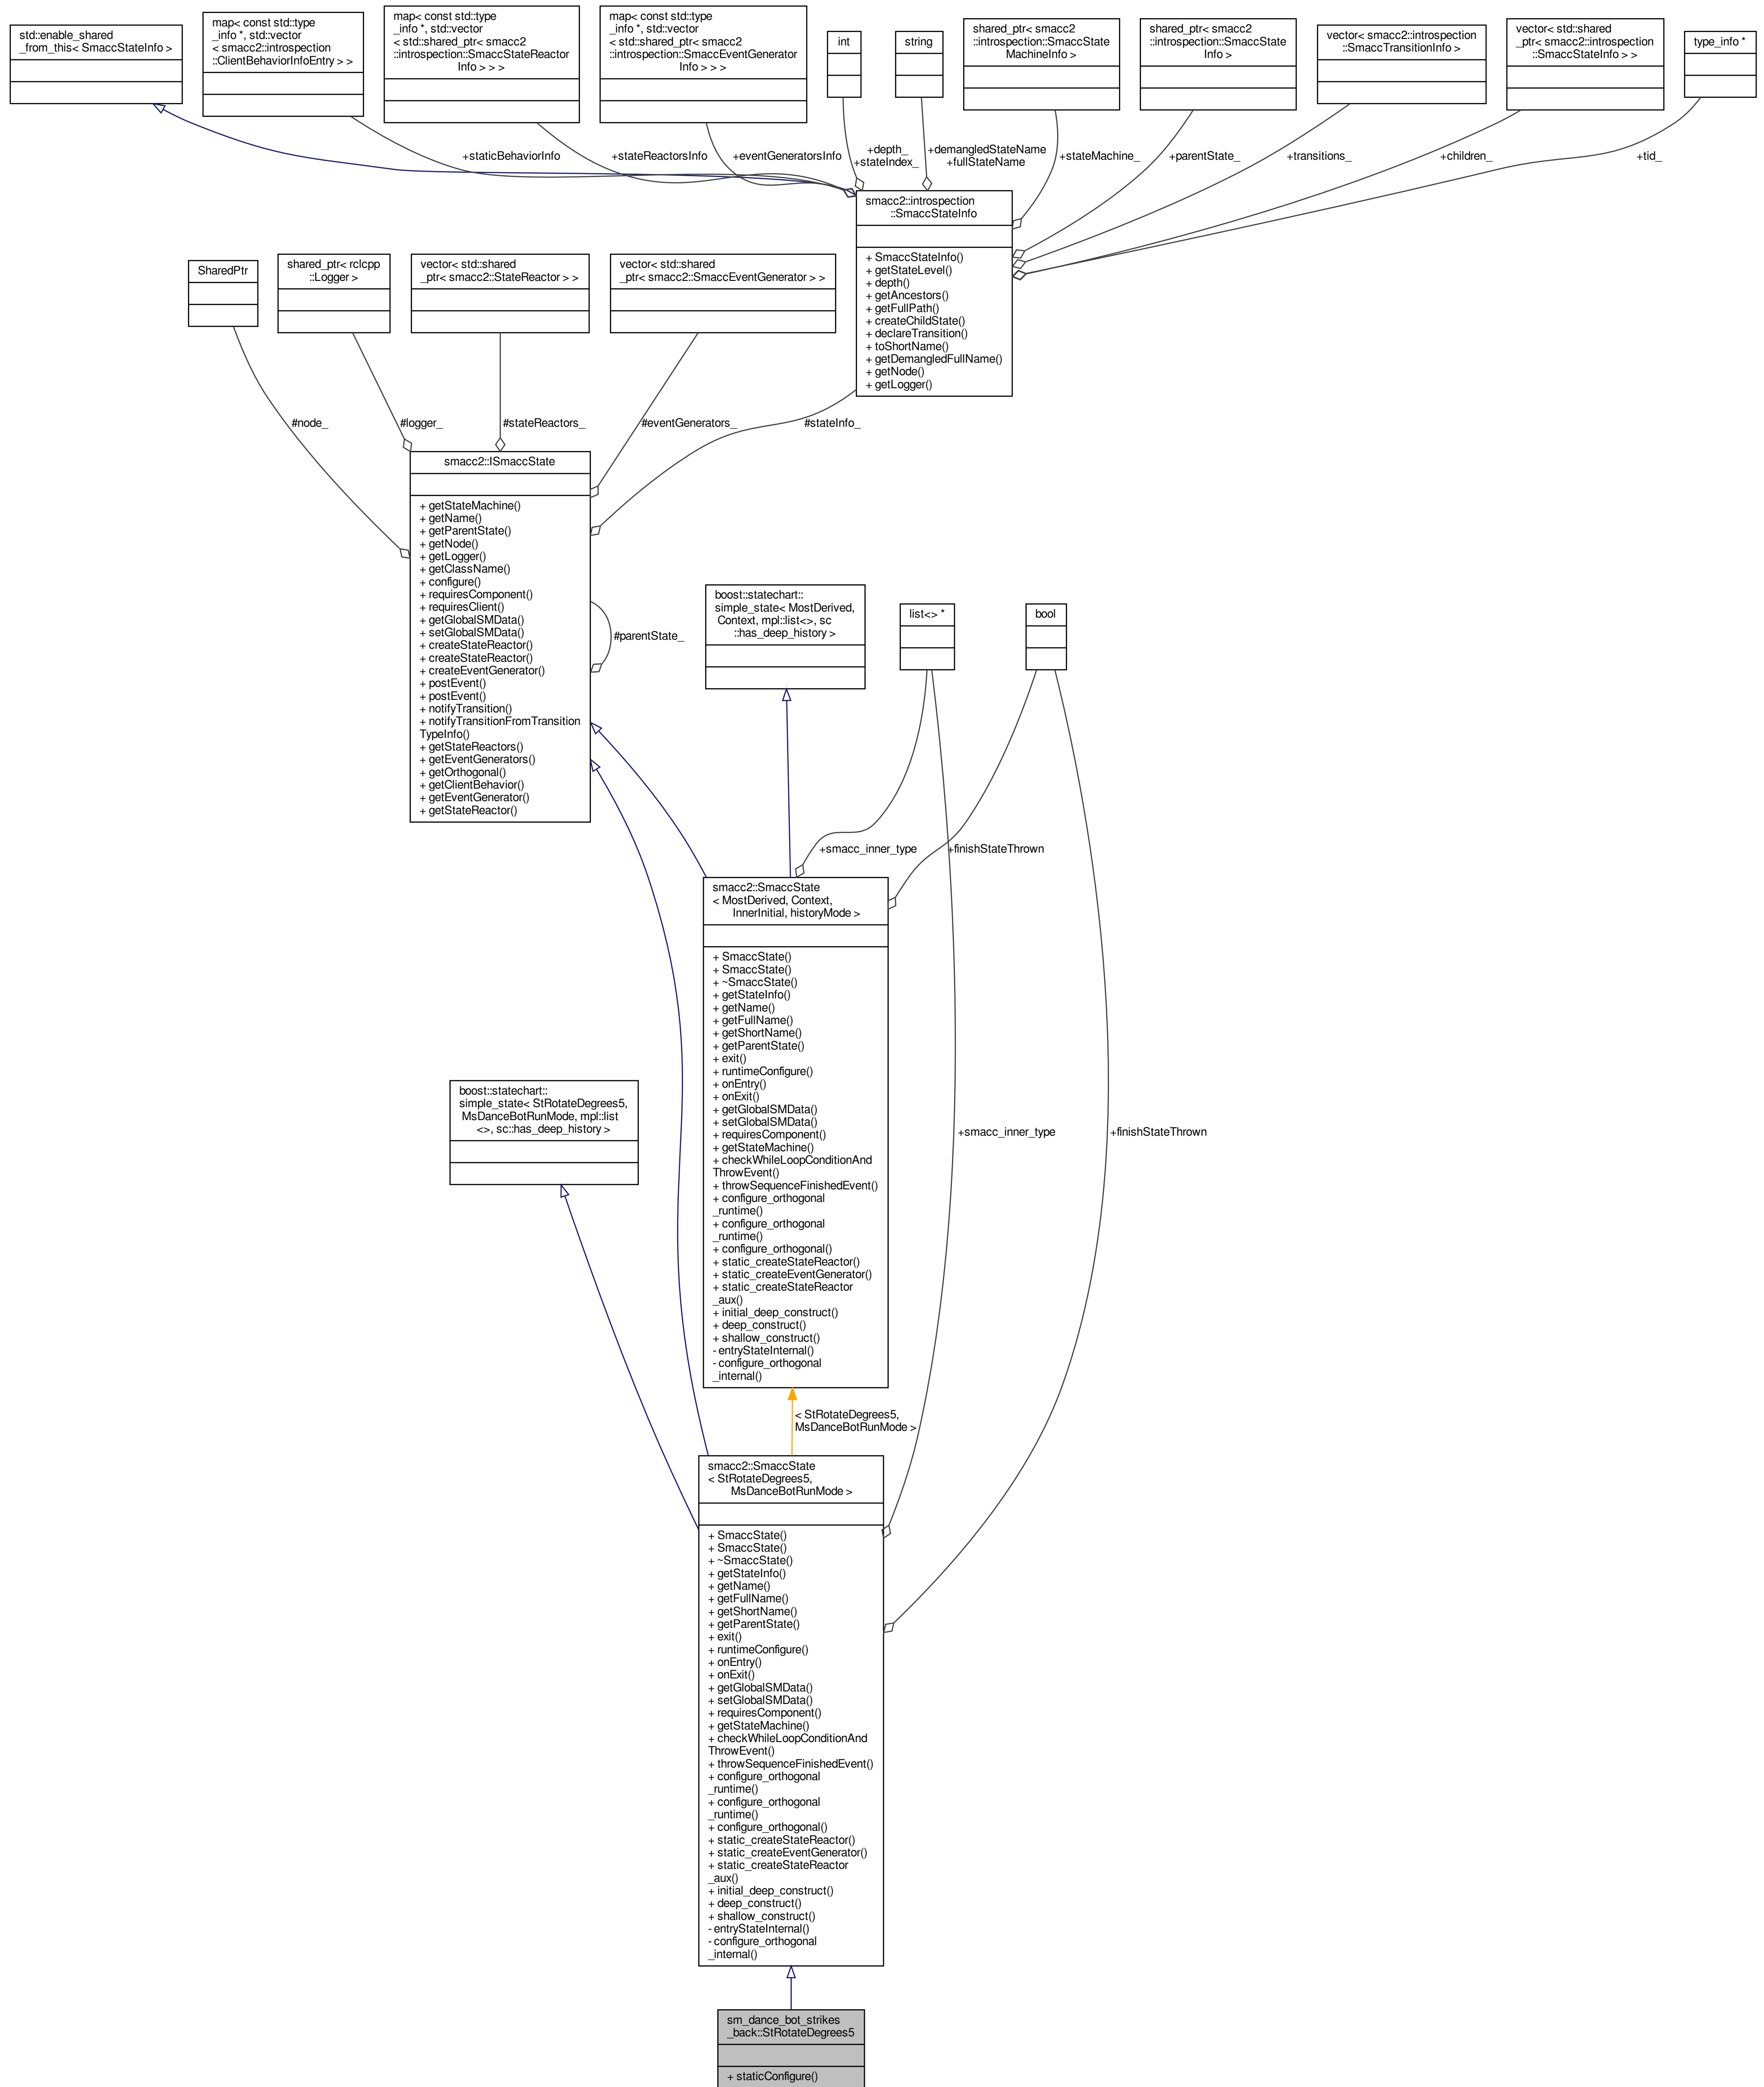 std::enable_shared
_from_this< SmaccStateInfo >
map< const std::type
_info *, std::vector
< smacc2::introspection
::ClientBehaviorInfoEntry > >
map< const std::type
_info *, std::vector
< std::shared_ptr< smacc2
::introspection::SmaccStateReactor
Info > > >
map< const std::type
_info *, std::vector
< std::shared_ptr< smacc2
::introspection::SmaccEventGenerator
Info > > >
int
string
shared_ptr< smacc2
::introspection::SmaccState
MachineInfo >
shared_ptr< smacc2
::introspection::SmaccState
Info >
vector< smacc2::introspection
::SmaccTransitionInfo >
vector< std::shared
_ptr< smacc2::introspection
::SmaccStateInfo > >
type_info *
+staticBehaviorInfo
+stateReactorsInfo
+eventGeneratorsInfo
+depth_
+stateIndex_
+demangledStateName
+fullStateName
+stateMachine_
+parentState_
+transitions_
+children_
+tid_
smacc2::introspection
::SmaccStateInfo
+ SmaccStateInfo()
+ getStateLevel()
+ depth()
+ getAncestors()
+ getFullPath()
+ createChildState()
+ declareTransition()
+ toShortName()
+ getDemangledFullName()
+ getNode()
+ getLogger()
SharedPtr
shared_ptr< rclcpp
::Logger >
vector< std::shared
_ptr< smacc2::StateReactor > >
vector< std::shared
_ptr< smacc2::SmaccEventGenerator > >
#node_
#logger_
#stateReactors_
#eventGenerators_
#stateInfo_
smacc2::ISmaccState
+ getStateMachine()
+ getName()
+ getParentState()
+ getNode()
+ getLogger()
+ getClassName()
+ configure()
+ requiresComponent()
+ requiresClient()
+ getGlobalSMData()
+ setGlobalSMData()
+ createStateReactor()
+ createStateReactor()
+ createEventGenerator()
+ postEvent()
+ postEvent()
+ notifyTransition()
+ notifyTransitionFromTransition
TypeInfo()
+ getStateReactors()
+ getEventGenerators()
+ getOrthogonal()
+ getClientBehavior()
+ getEventGenerator()
+ getStateReactor()
#parentState_
boost::statechart::
simple_state< MostDerived,
Context, mpl::list<>, sc
::has_deep_history >
list<> *
bool
+smacc_inner_type
+finishStateThrown
smacc2::SmaccState
< MostDerived, Context,
InnerInitial, historyMode >
+ SmaccState()
+ SmaccState()
+ ~SmaccState()
+ getStateInfo()
+ getName()
+ getFullName()
+ getShortName()
+ getParentState()
+ exit()
+ runtimeConfigure()
+ onEntry()
+ onExit()
+ getGlobalSMData()
+ setGlobalSMData()
+ requiresComponent()
+ getStateMachine()
+ checkWhileLoopConditionAnd
ThrowEvent()
+ throwSequenceFinishedEvent()
+ configure_orthogonal
_runtime()
+ configure_orthogonal
_runtime()
+ configure_orthogonal()
+ static_createStateReactor()
+ static_createEventGenerator()
+ static_createStateReactor
_aux()
+ initial_deep_construct()
+ deep_construct()
+ shallow_construct()
- entryStateInternal()
- configure_orthogonal
_internal()
boost::statechart::
simple_state< StRotateDegrees5,
MsDanceBotRunMode, mpl::list
<>, sc::has_deep_history >
+smacc_inner_type
+finishStateThrown
< StRotateDegrees5,
MsDanceBotRunMode >
smacc2::SmaccState
< StRotateDegrees5,
MsDanceBotRunMode >
+ SmaccState()
+ SmaccState()
+ ~SmaccState()
+ getStateInfo()
+ getName()
+ getFullName()
+ getShortName()
+ getParentState()
+ exit()
+ runtimeConfigure()
+ onEntry()
+ onExit()
+ getGlobalSMData()
+ setGlobalSMData()
+ requiresComponent()
+ getStateMachine()
+ checkWhileLoopConditionAnd
ThrowEvent()
+ throwSequenceFinishedEvent()
+ configure_orthogonal
_runtime()
+ configure_orthogonal
_runtime()
+ configure_orthogonal()
+ static_createStateReactor()
+ static_createEventGenerator()
+ static_createStateReactor
_aux()
+ initial_deep_construct()
+ deep_construct()
+ shallow_construct()
- entryStateInternal()
- configure_orthogonal
_internal()
sm_dance_bot_strikes
_back::StRotateDegrees5
+ staticConfigure()